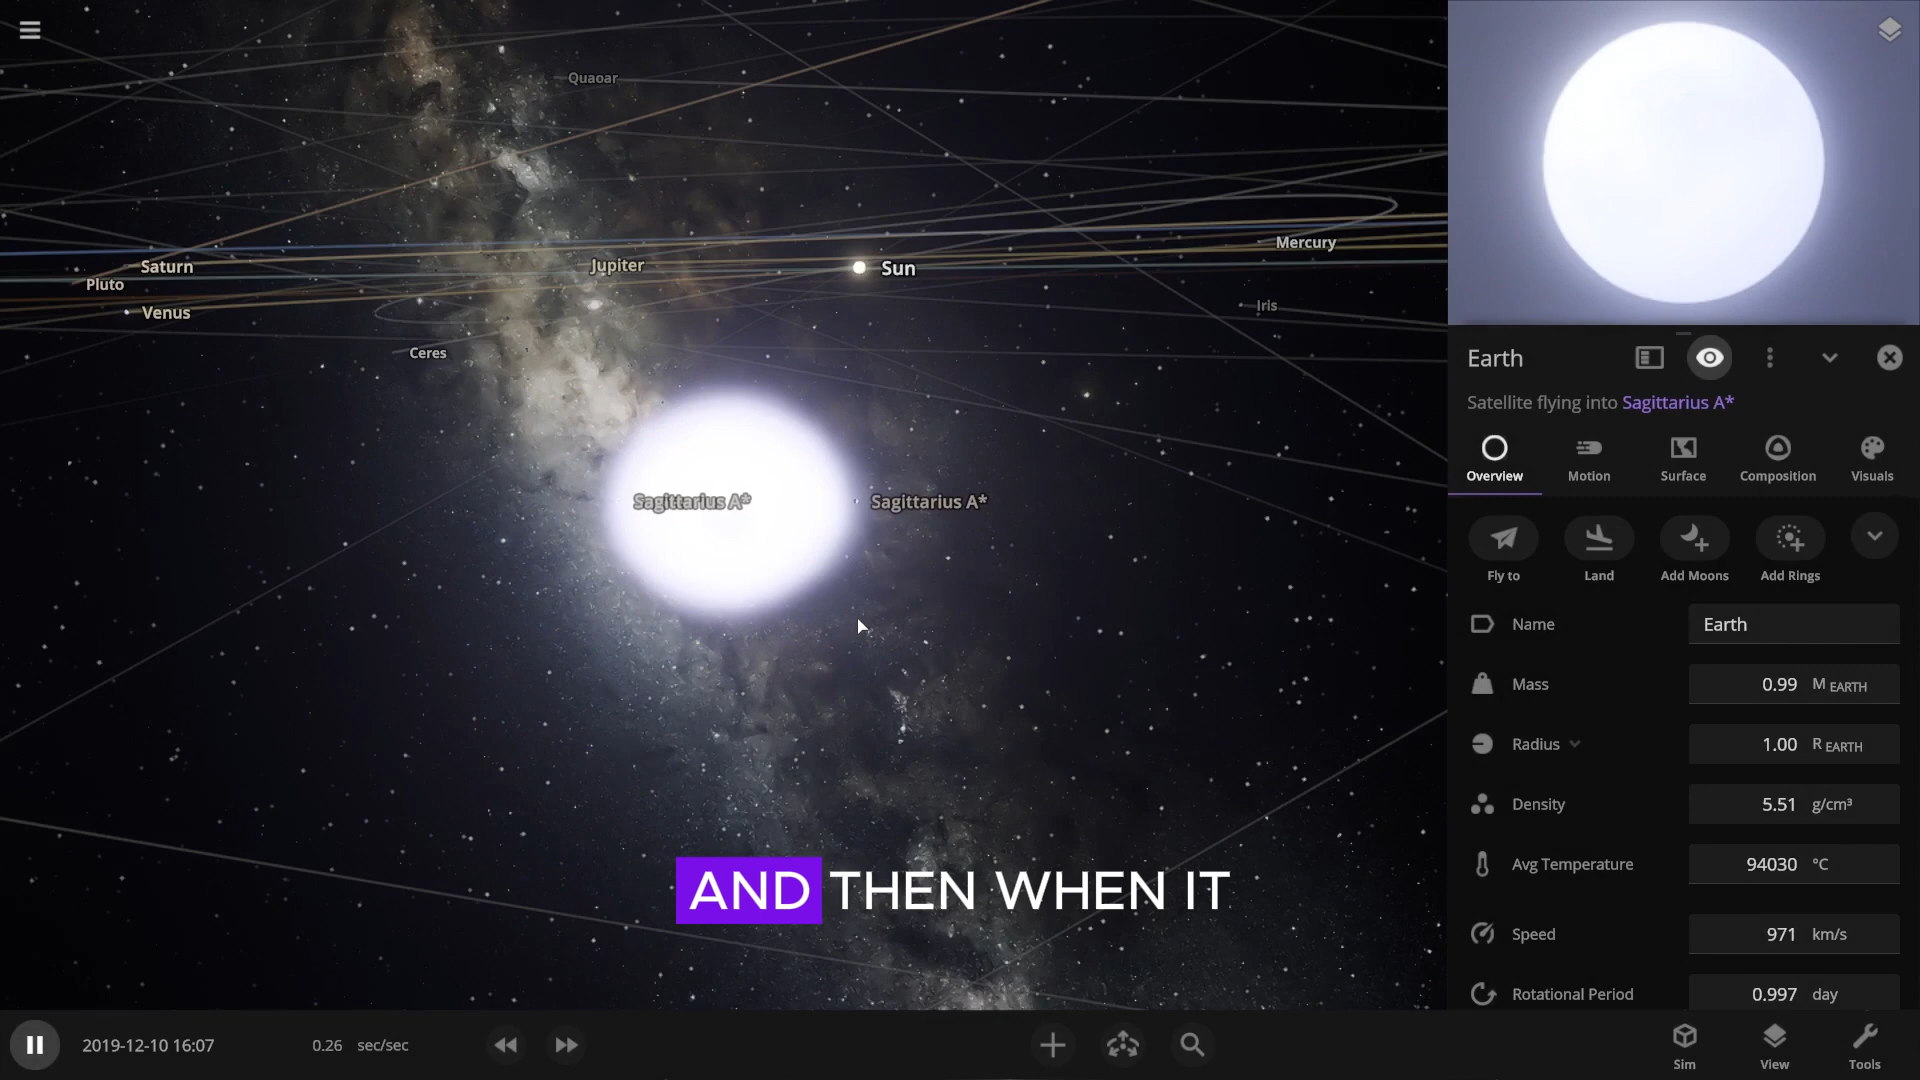 Quaoar
Saturn
Pluto
Venus
Jupiter
Sun
Mercury
Iris
Ceres
Sagittarius A*
Sagittarius A*
AND THEN WHEN IT
Earth
Satellite flying into Sagittarius A*
Overview
Motion
Surface
Composition
Visuals
Fly to
Land
Add Moons
Add Rings
Name Earth
Mass 0.99 M EARTH
Radius 1.00 R EARTH
Density 5.51 g/cm³
Avg Temperature 94030 °C
Speed 971 km/s
Rotational Period 0.997 day
2019-12-10 16:07
0.26 sec/sec
Sim
View
Tools